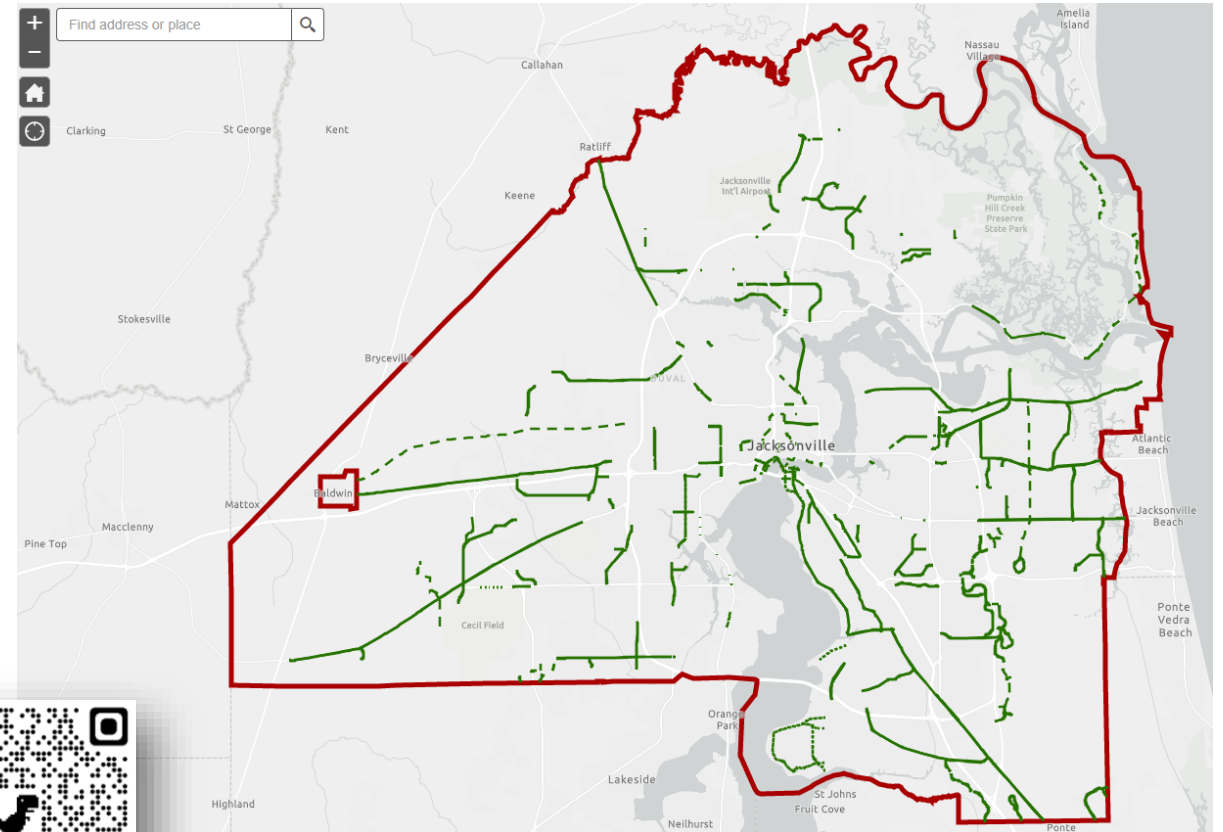 +
Find address or place
−
Amelia
Island
Nassau
Village
Callahan
Clarking
St George
Kent
Ratliff
Jacksonville
Int'l Airport
Keene
Pumpkin
Hill Creek
Preserve
State Park
Stokesville
Bryceville
DUVAL
Jacksonville
Atlantic
Beach
Baldwin
Mattox
Macclenny
Jacksonville
Beach
Pine Top
Ponte
Vedra
Beach
Cecil Field
Orange
Park
Lakeside
St Johns
Highland
Fruit Cove
Neilhurst
Ponte